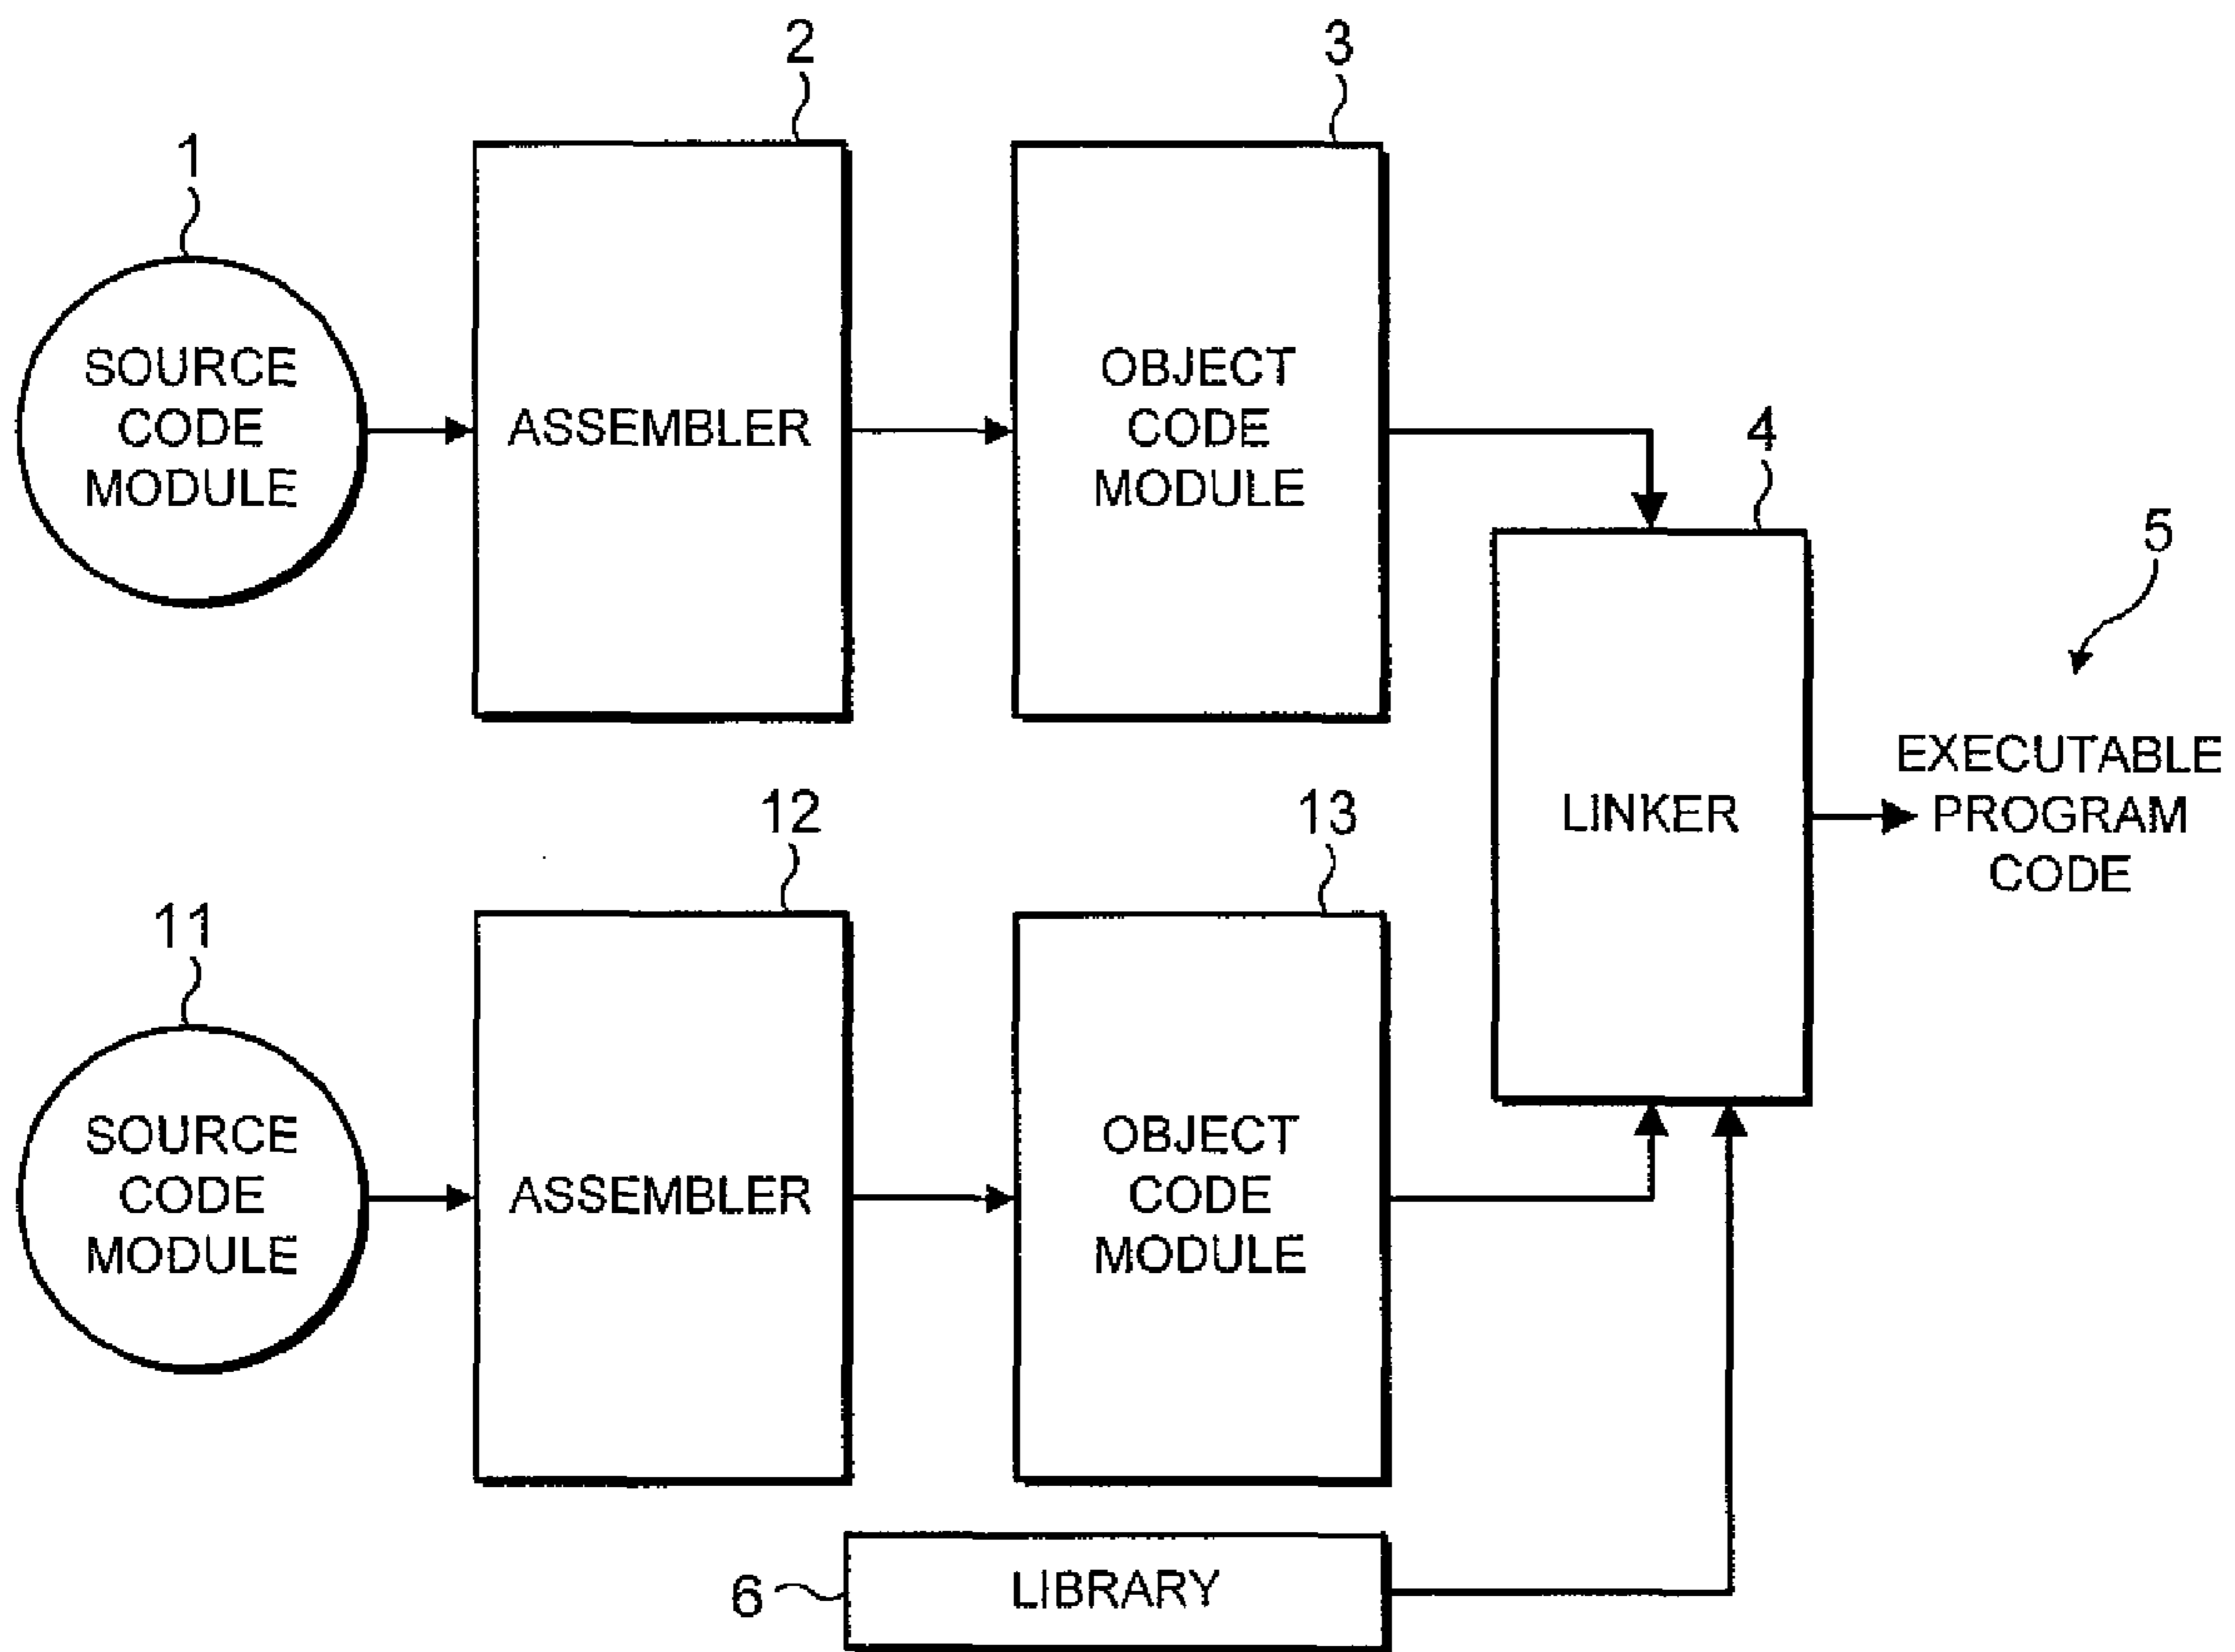 2
3
1
SOURCE
CODE
MODULE
ASSEMBLER
OBJECT
CODE
MODULE
4
5
LINKER
EXECUTABLE
PROGRAM
CODE
12
13
11
SOURCE
CODE
MODULE
ASSEMBLER
OBJECT
CODE
MODULE
6
LIBRARY